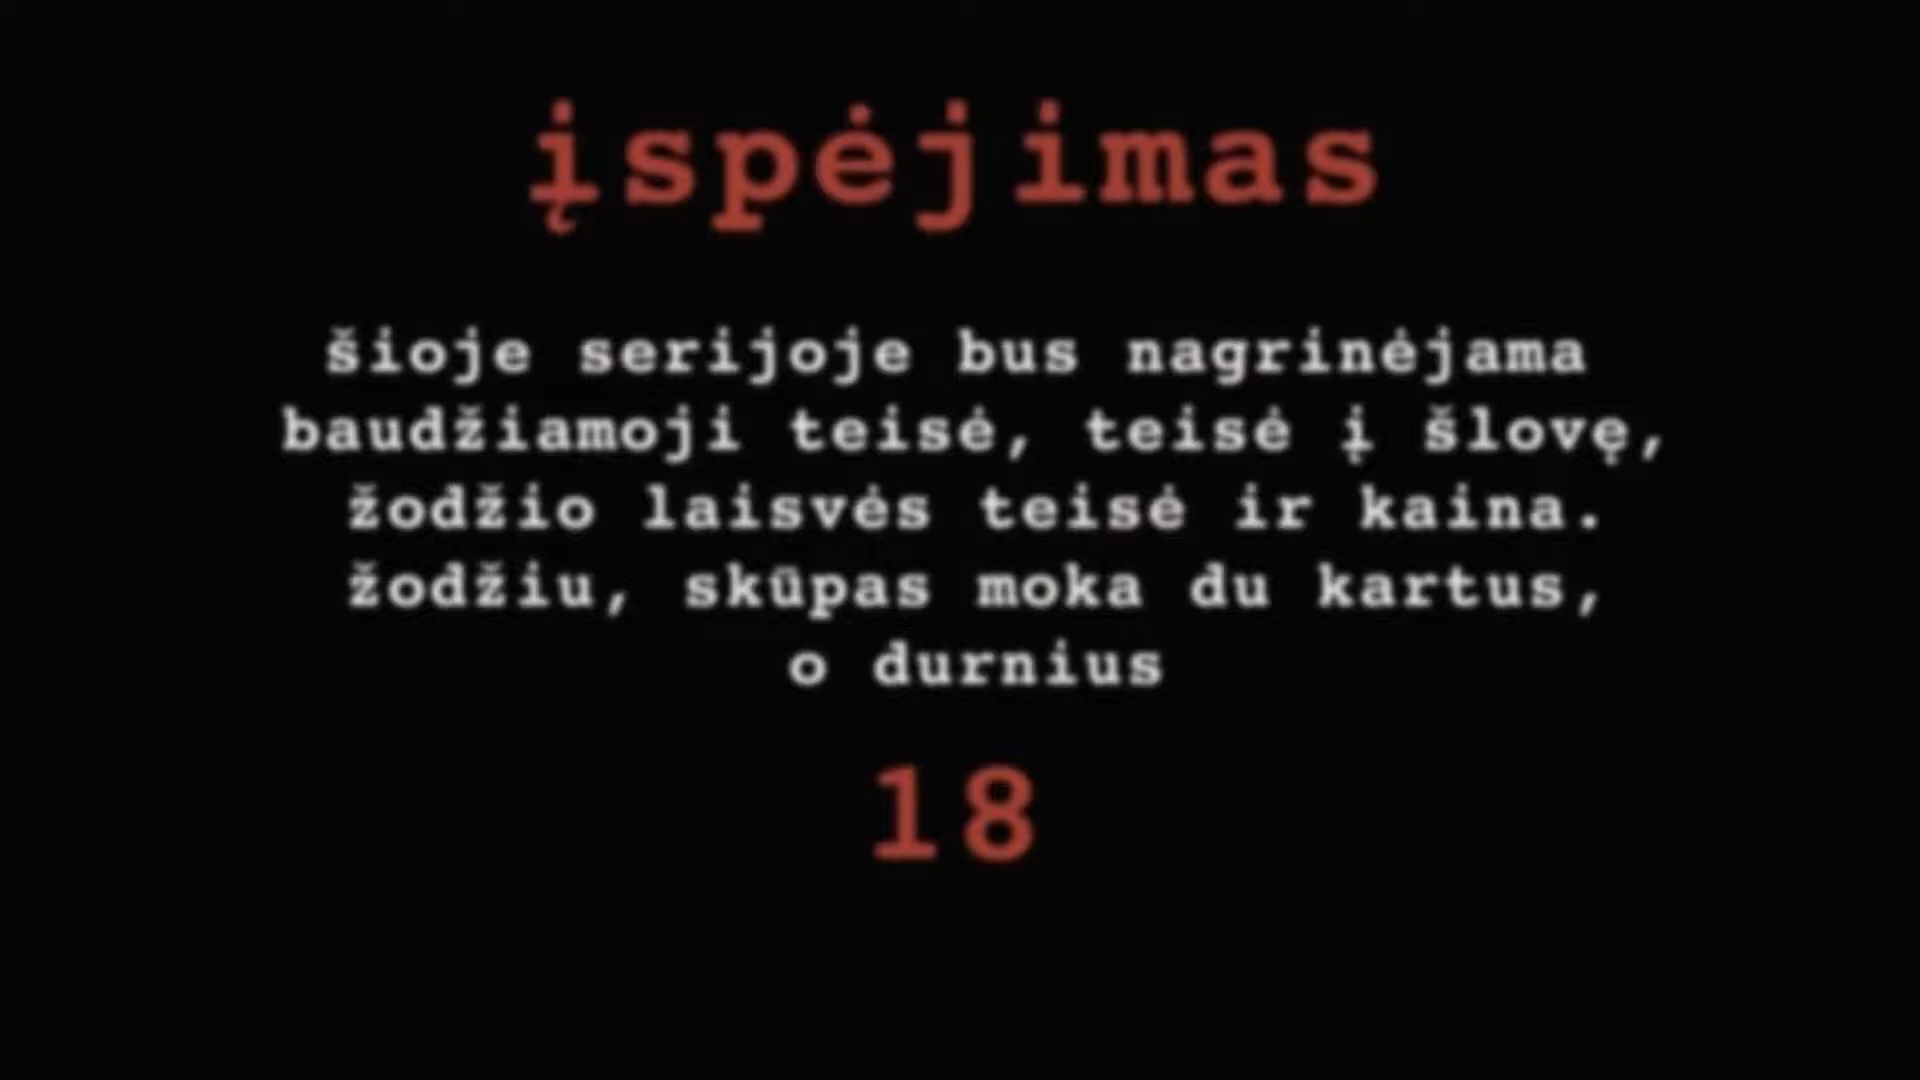 įspėjimas
šioje serijoje bus nagrinėjama
baudžiamoji teisė, teisė į šlovę,
žodžio laisvės teisė ir kaina.
žodžiu, skūpas moka du kartus,
o durnius
18